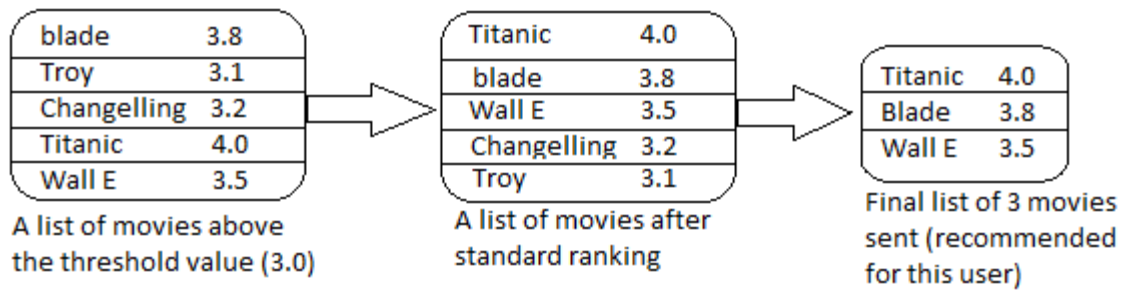 blade 3.8
Troy 3.1
Changelling 3.2
Titanic 4.0
Wall E 3.5
A list of movies above
the threshold value (3.0)
Titanic 4.0
blade 3.8
Wall E 3.5
Changelling 3.2
Troy 3.1
A list of movies after
standard ranking
Titanic 4.0
Blade 3.8
Wall E 3.5
Final list of 3 movies
sent (recommended
for this user)